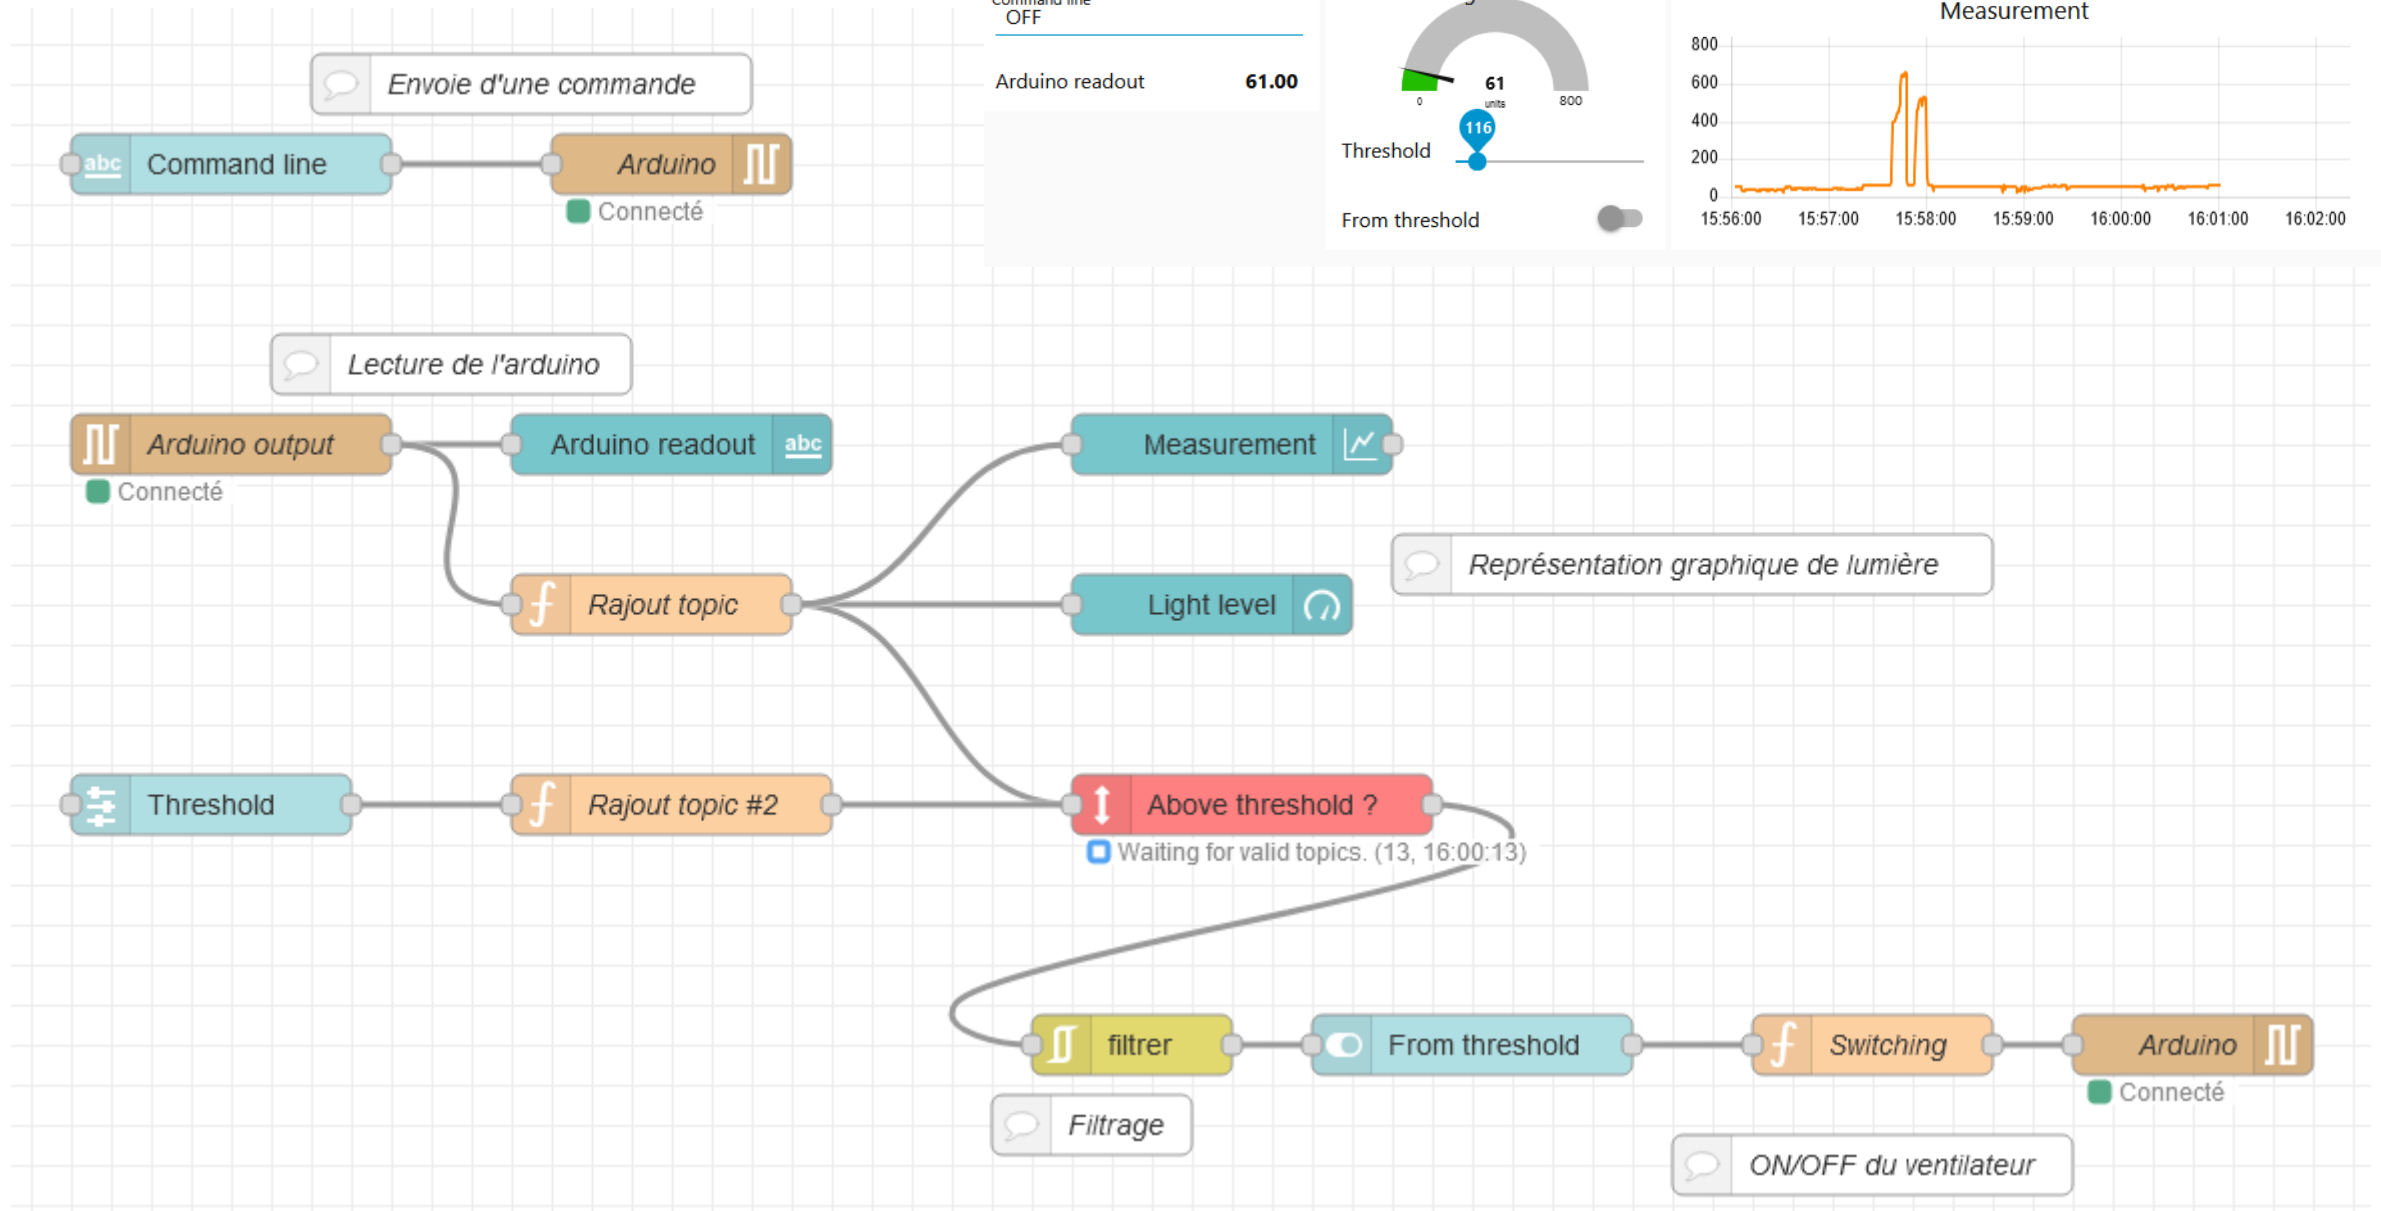 Command line
OFF
Arduino readout 61.00
61
units
0
800
116
Threshold
From threshold
Measurement
800
600
400
200
0
15:56:00 15:57:00 15:58:00 15:59:00 16:00:00 16:01:00 16:02:00
Envoie d'une commande
abc Command line
Arduino
Connecté
Lecture de l'arduino
Arduino output
Connecté
Arduino readout abc
Measurement
Rajout topic
Light level
Représentation graphique de lumière
Threshold
Rajout topic #2
Above threshold ?
Waiting for valid topics. (13, 16:00:13)
filtrer
From threshold
Switching
Arduino
Connecté
Filtrage
ON/OFF du ventilateur